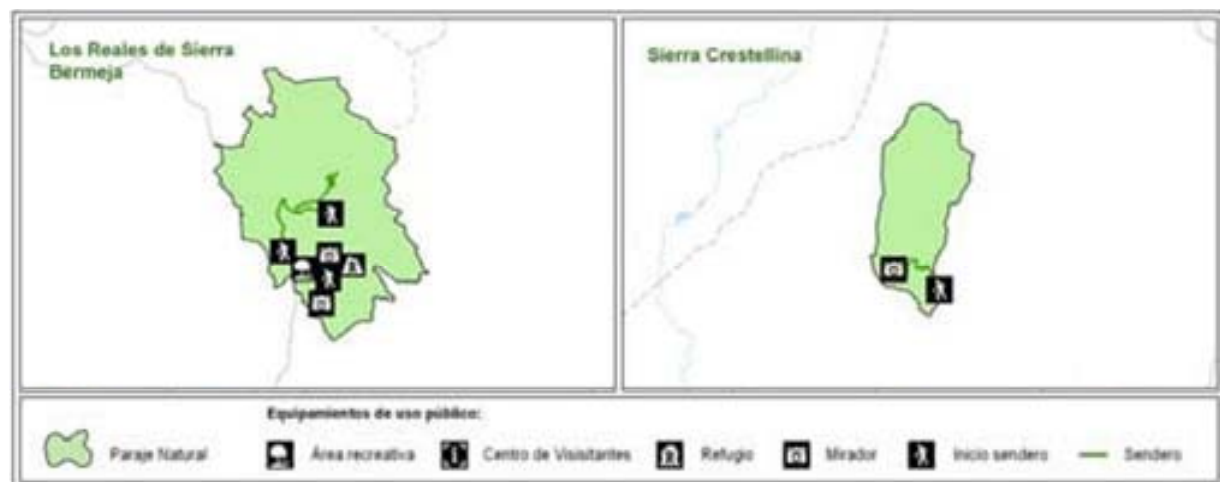 Los Reales de Sierra
Bermeja
Sierra Crestellina
Equipamientos de uso público:
Paraje Natural
Área recreativa
Centro de Visisitantes
Refugio
Mirador
Inicio sendero
Sendero